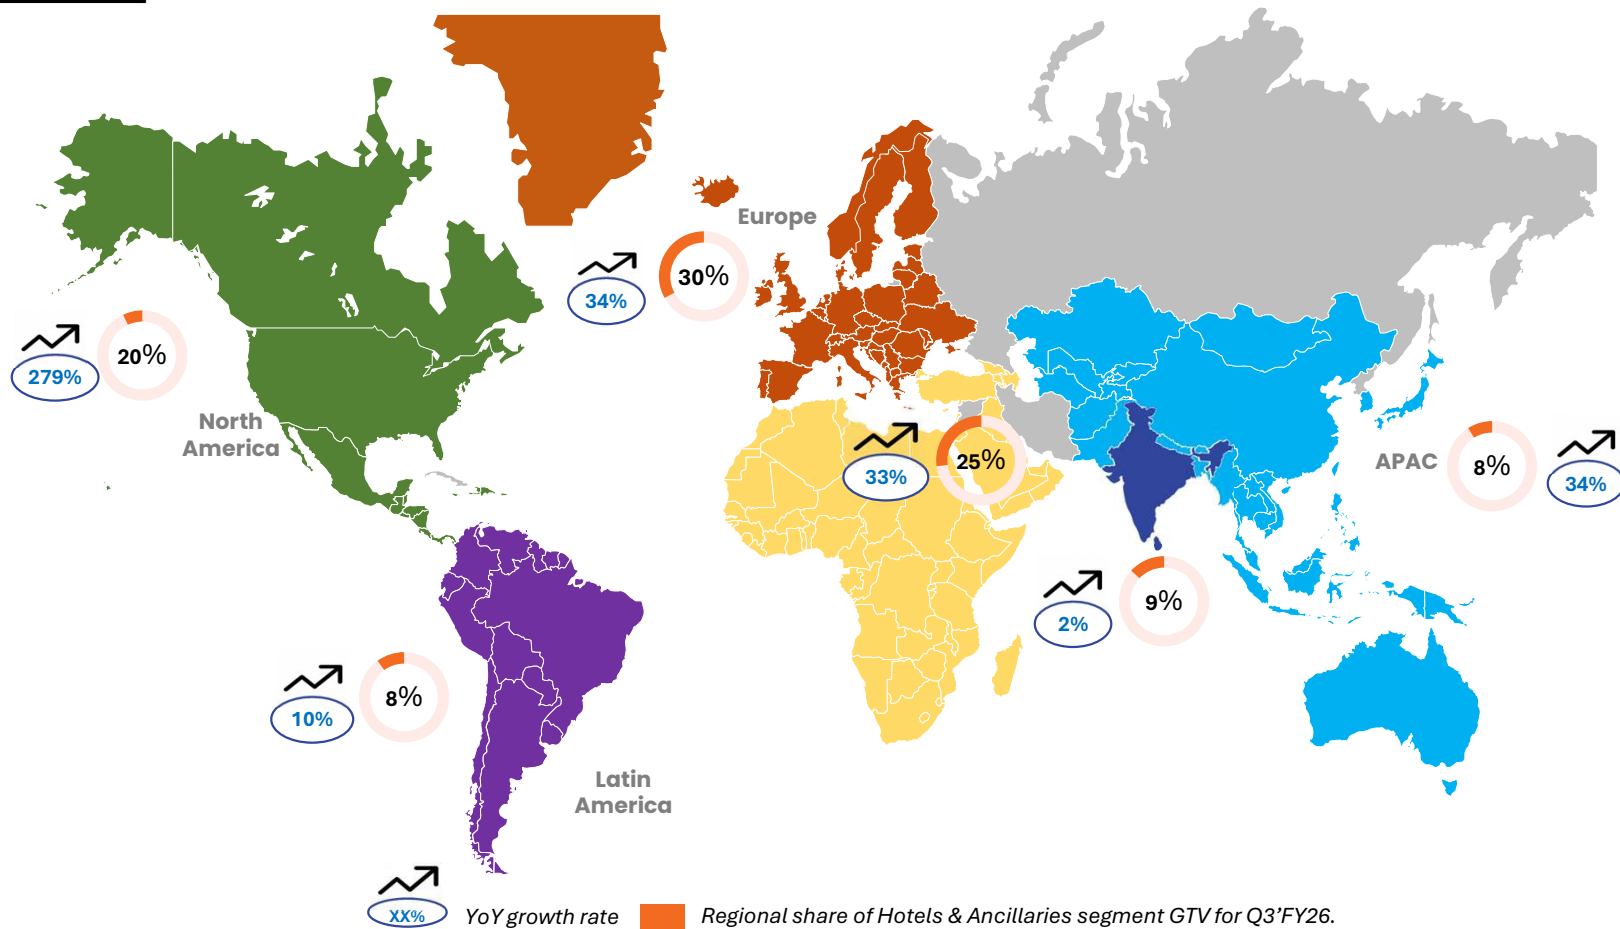 Europe
30%
34%
20%
279%
North
America
33%
25%
APAC
8%
34%
9%
2%
8%
10%
Latin
America
XX%
YoY growth rate
Regional share of Hotels & Ancillaries segment GTV for Q3’FY26.